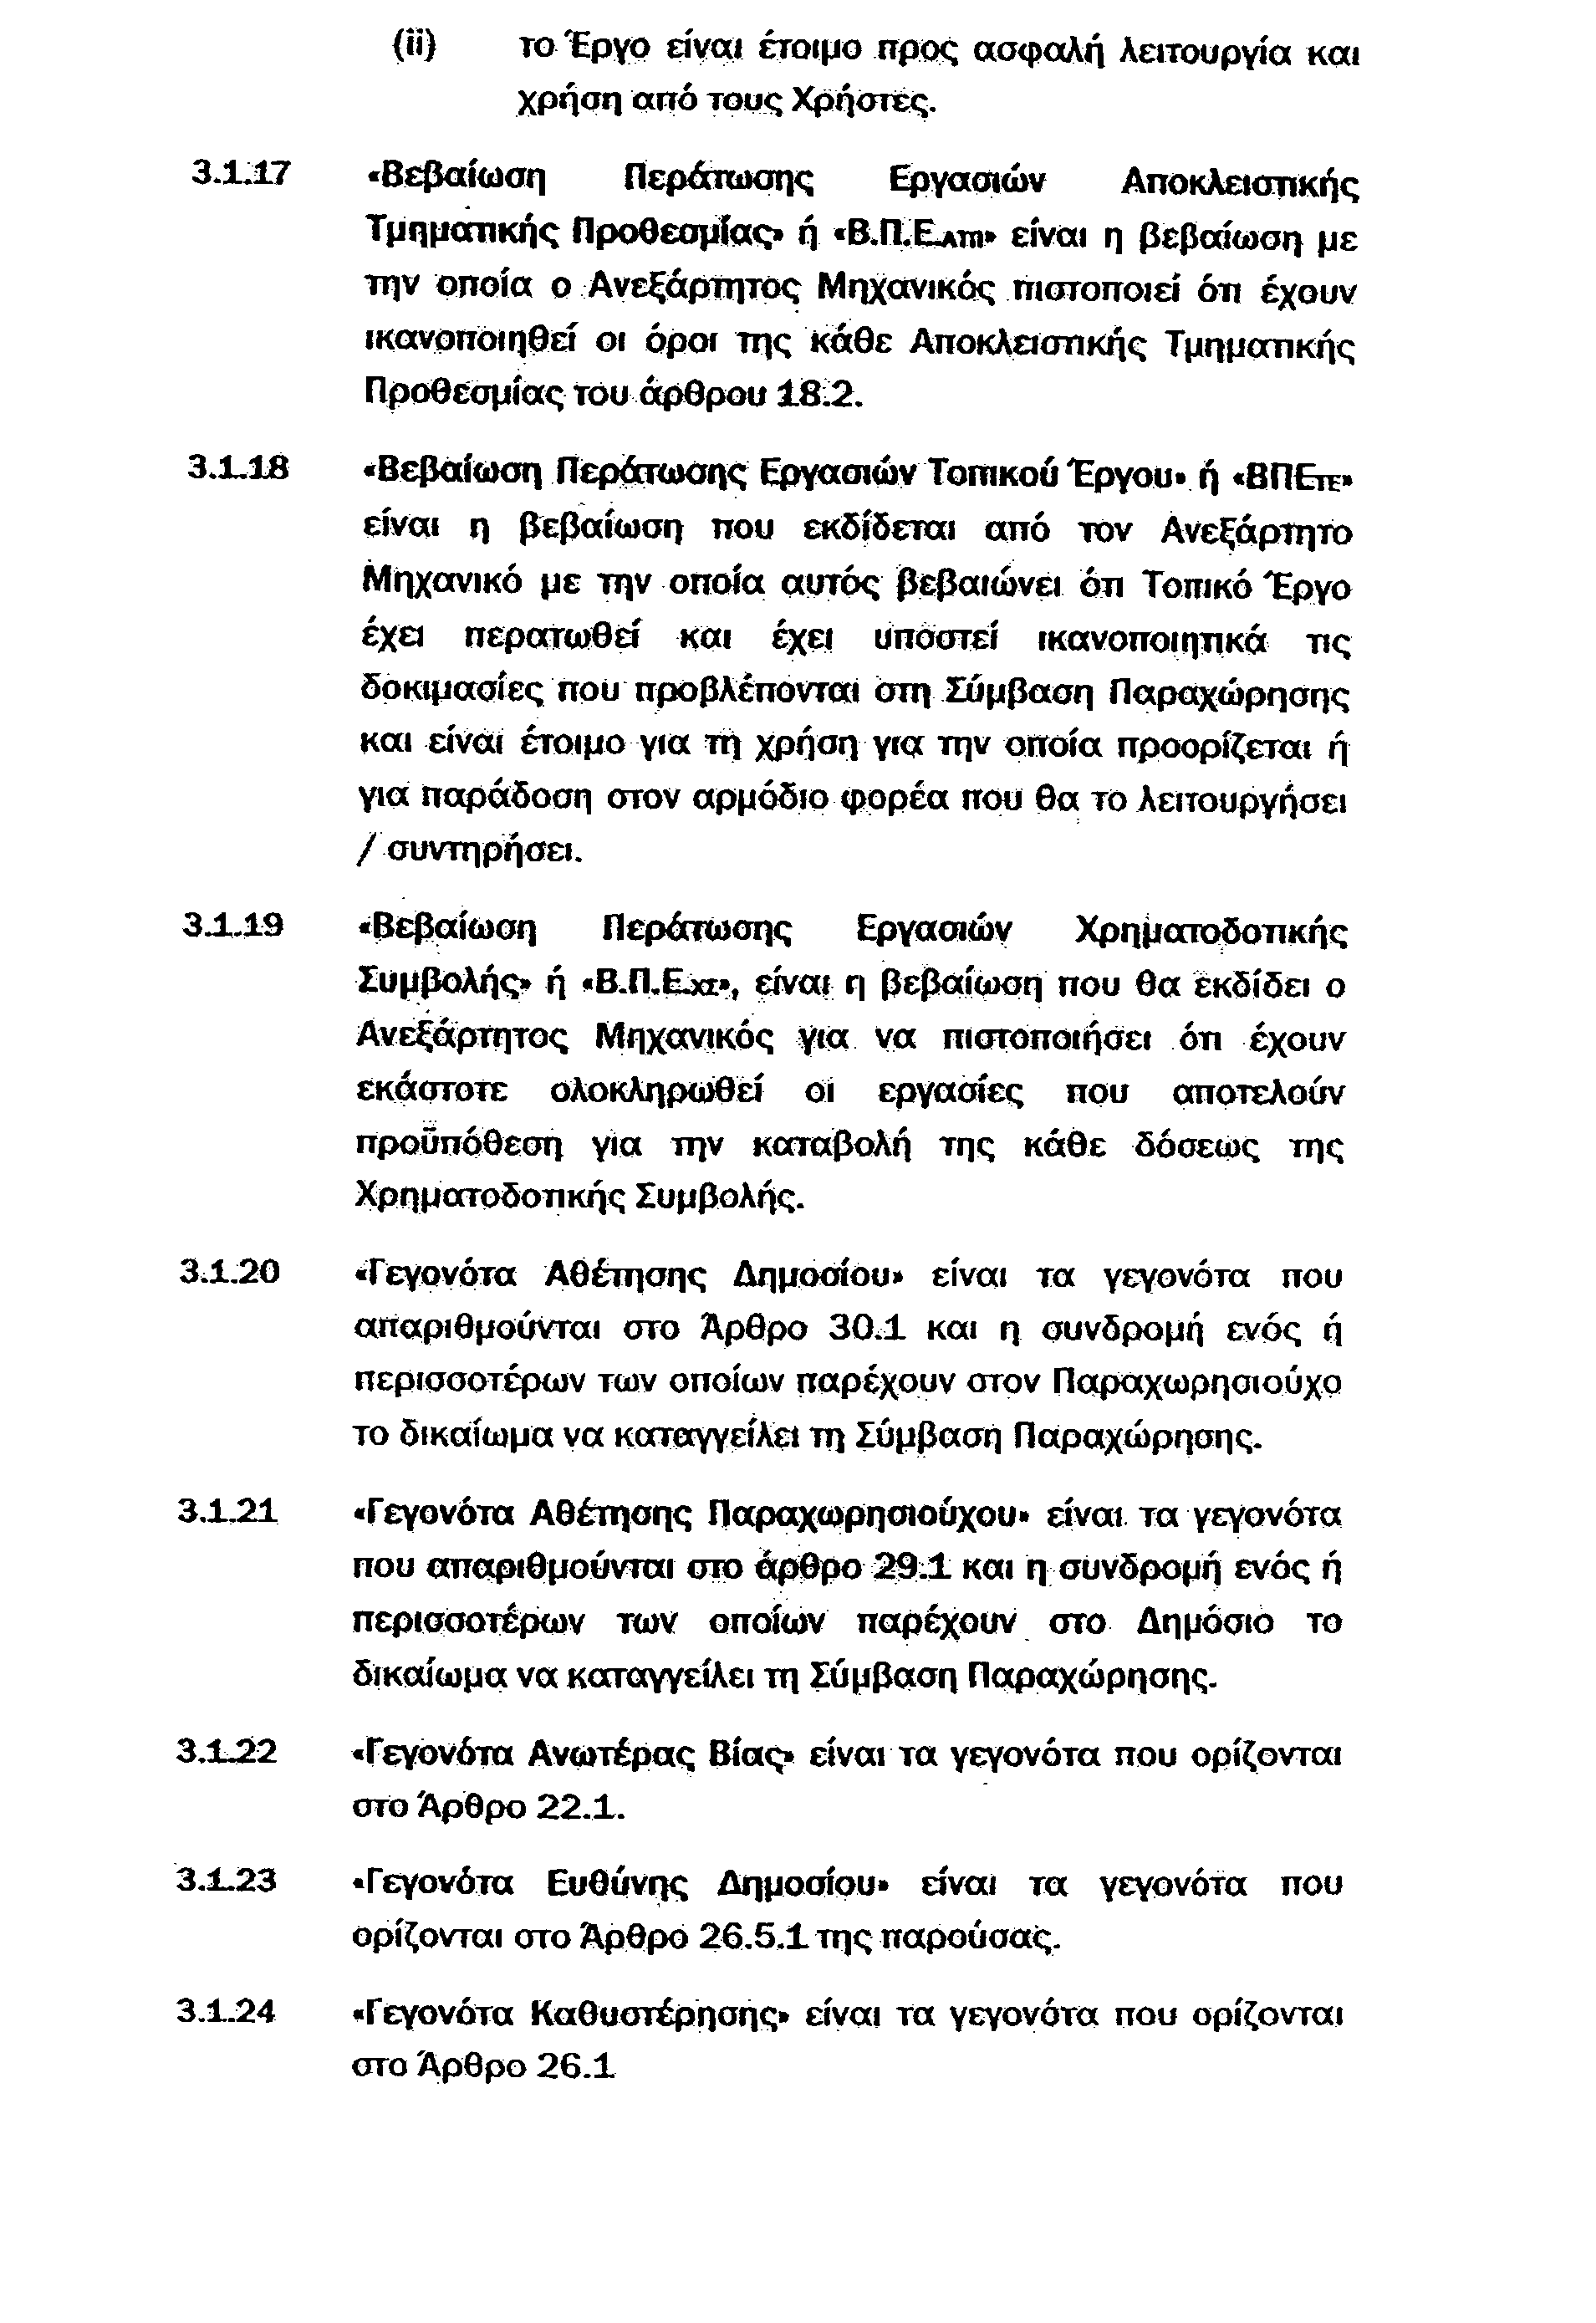 (ii) το Έργο είναι έτοιμο προς ασφαλή λειτουργία και
χρήση από τους Χρήστες.
3.1.17 «Βεβαίωση Περάτωσης Εργασιών Αποκλειστικής
Τμηματικής Προθεσμίας» ή «Β.Π.Ε.ΑΤΠ» είναι η βεβαίωση με
την οποία ο Ανεξάρτητος Μηχανικός πιστοποιεί ότι έχουν
ικανοποιηθεί οι όροι της κάθε Αποκλειστικής Τμηματικής
Προθεσμίας του άρθρου 18.2.
3.1.18 «Βεβαίωση Περάτωσης Εργασιών Τοπικού Έργου» ή «ΒΠΕΤΕ»
είναι η βεβαίωση που εκδίδεται από τον Ανεξάρτητο
Μηχανικό με την οποία αυτός βεβαιώνει ότι Τοπικό Έργο
έχει περατωθεί και έχει υποστεί ικανοποιητικά τις
δοκιμασίες που προβλέπονται στη Σύμβαση Παραχώρησης
και είναι έτοιμο για τη χρήση για την οποία προορίζεται ή
για παράδοση στον αρμόδιο φορέα που θα το λειτουργήσει
/ συντηρήσει.
3.1.19 «Βεβαίωση Περάτωσης Εργασιών Χρηματοδοτικής
Συμβολής» ή «Β.Π.Ε.ΧΣ», είναι η βεβαίωση που θα εκδίδει ο
Ανεξάρτητος Μηχανικός για να πιστοποιήσει ότι έχουν
εκάστοτε ολοκληρωθεί οι εργασίες που αποτελούν
προϋπόθεση για την καταβολή της κάθε δόσεως της
Χρηματοδοτικής Συμβολής.
3.1.20 «Γεγονότα Αθέτησης Δημοσίου» είναι τα γεγονότα που
απαριθμούνται στο Άρθρο 30.1 και η συνδρομή ενός ή
περισσοτέρων των οποίων παρέχουν στον Παραχωρησιούχο
το δικαίωμα να καταγγείλει τη Σύμβαση Παραχώρησης.
3.1.21 «Γεγονότα Αθέτησης Παραχωρησιούχου» είναι τα γεγονότα
που απαριθμούνται στο άρθρο 29.1 και η συνδρομή ενός ή
περισσοτέρων των οποίων παρέχουν στο Δημόσιο το
δικαίωμα να καταγγείλει τη Σύμβαση Παραχώρησης.
3.1.22 «Γεγονότα Ανωτέρας Βίας» είναι τα γεγονότα που ορίζονται
στο Άρθρο 22.1.
3.1.23 «Γεγονότα Ευθύνης Δημοσίου» είναι τα γεγονότα που
ορίζονται στο Άρθρο 26.5.1 της παρούσας.
3.1.24 «Γεγονότα Καθυστέρησης» είναι τα γεγονότα που ορίζονται
στο Άρθρο 26.1